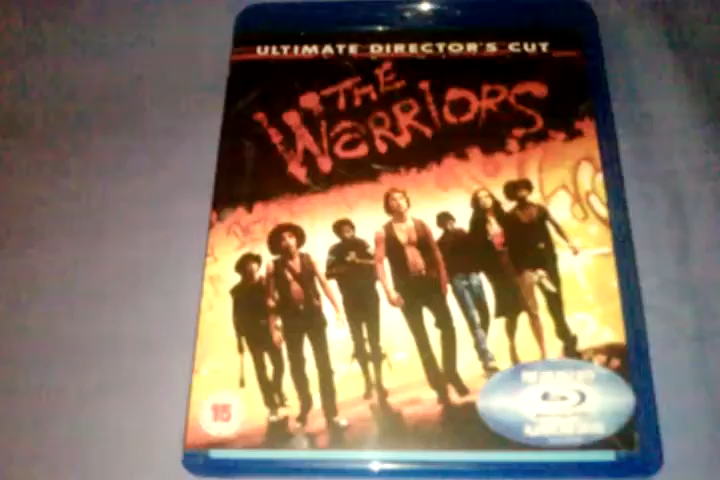 ULTIMATE DIRECTOR'S CUT
THE
WARRIORS
15